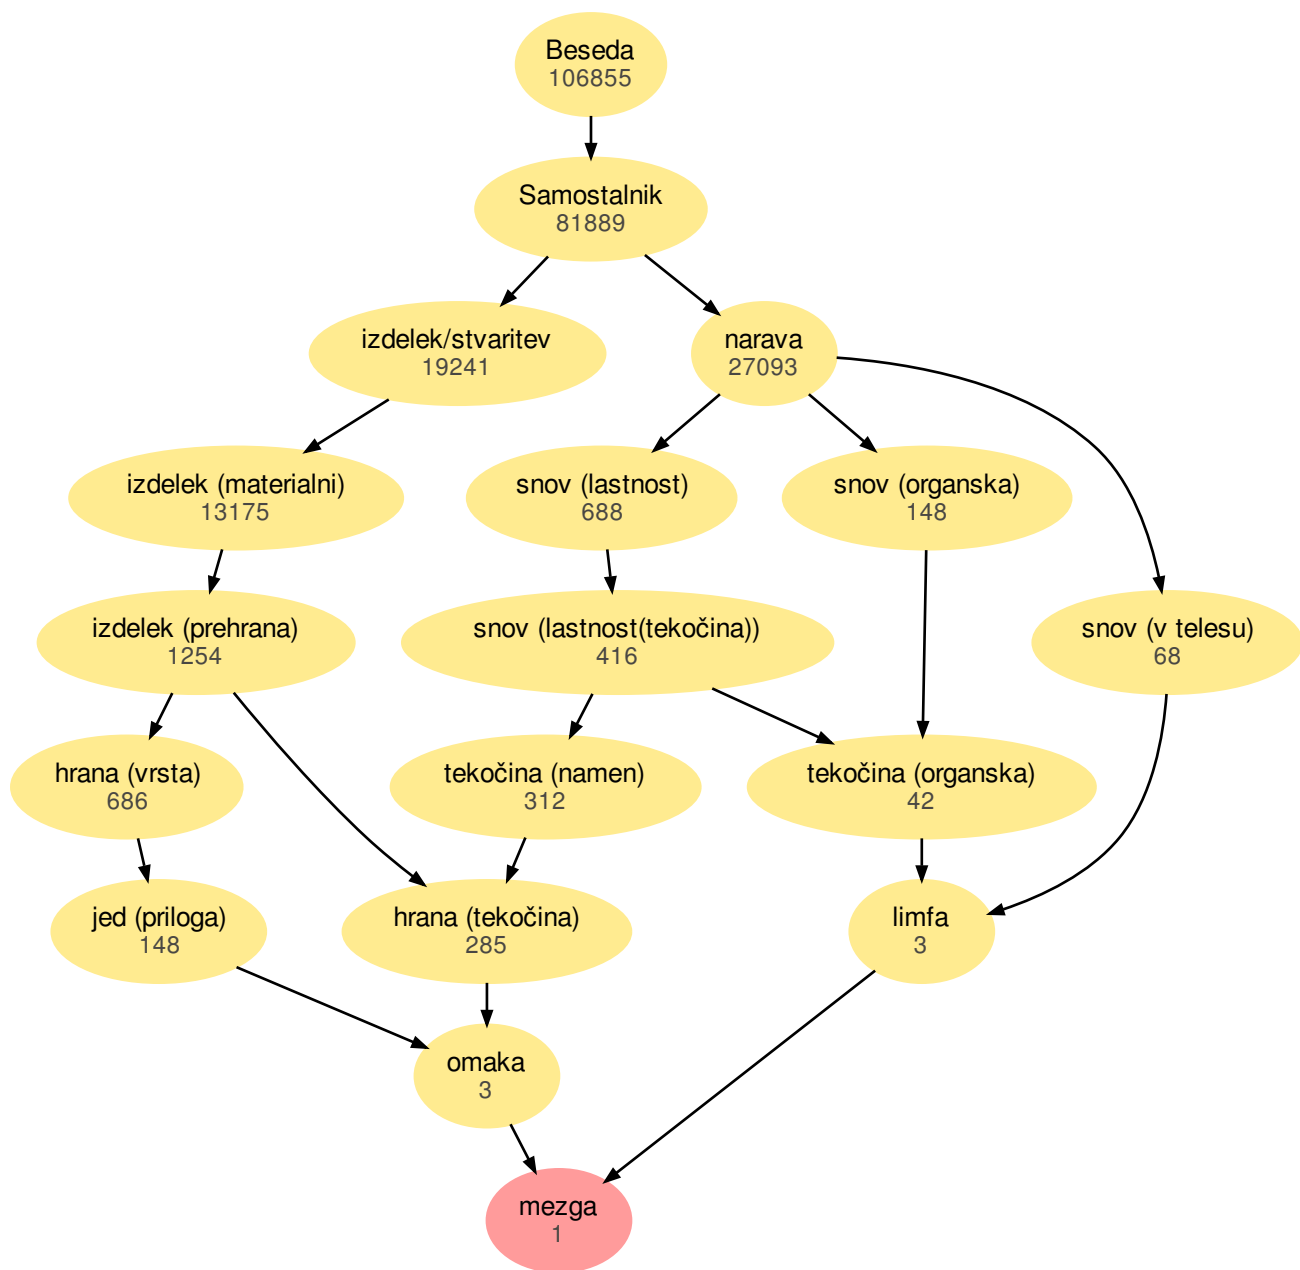 Beseda
106855
Samostalnik
81889
izdelek/stvaritev
19241
narava
27093
izdelek (materialni)
13175
snov (lastnost)
688
snov (organska)
148
izdelek (prehrana)
1254
snov (lastnost(tekočina))
416
snov (v telesu)
68
hrana (vrsta)
686
tekočina (namen)
312
tekočina (organska)
42
jed (priloga)
148
hrana (tekočina)
285
limfa
3
omaka
3
mezga
1